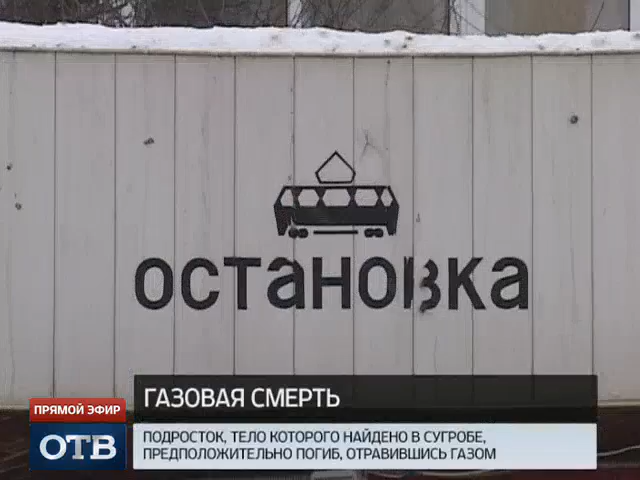 ОСТАНОВКА
ГАЗОВАЯ СМЕРТЬ
ПРЯМОЙ ЭФИР
ОТВ
ПОДРОСТОК, ТЕЛО КОТОРОГО НАЙДЕНО В СУГРОБЕ,
ПРЕДПОЛОЖИТЕЛЬНО ПОГИБ, ОТРАВИВШИСЬ ГАЗОМ